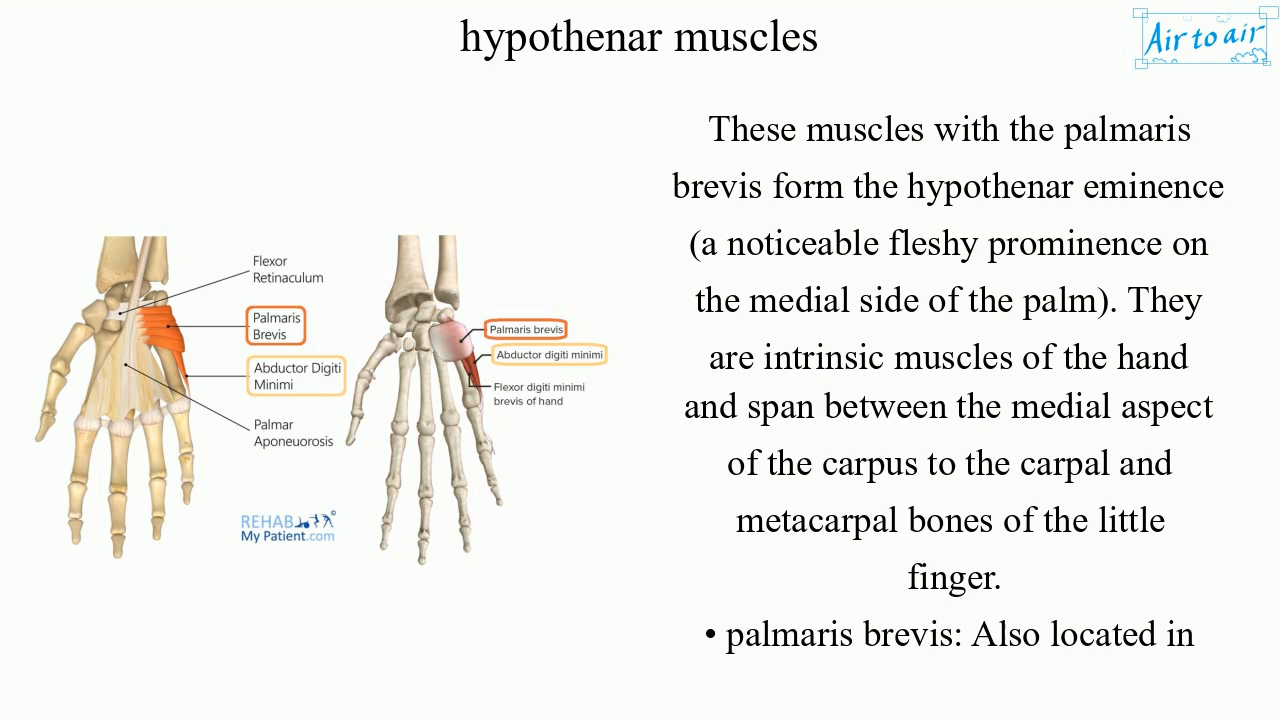 hypothenar muscles
Air to air
Flexor
Retinaculum
Palmaris
Brevis
Abductor Digiti
Minimi
Palmar
Aponeuorosis
REHAB
My Patient.com
©
Palmaris brevis
Abductor digiti minimi
Flexor digiti minimi
brevis of hand
These muscles with the palmaris
brevis form the hypothenar eminence
(a noticeable fleshy prominence on
the medial side of the palm). They
are intrinsic muscles of the hand
and span between the medial aspect
of the carpus to the carpal and
metacarpal bones of the little
finger.
• palmaris brevis: Also located in